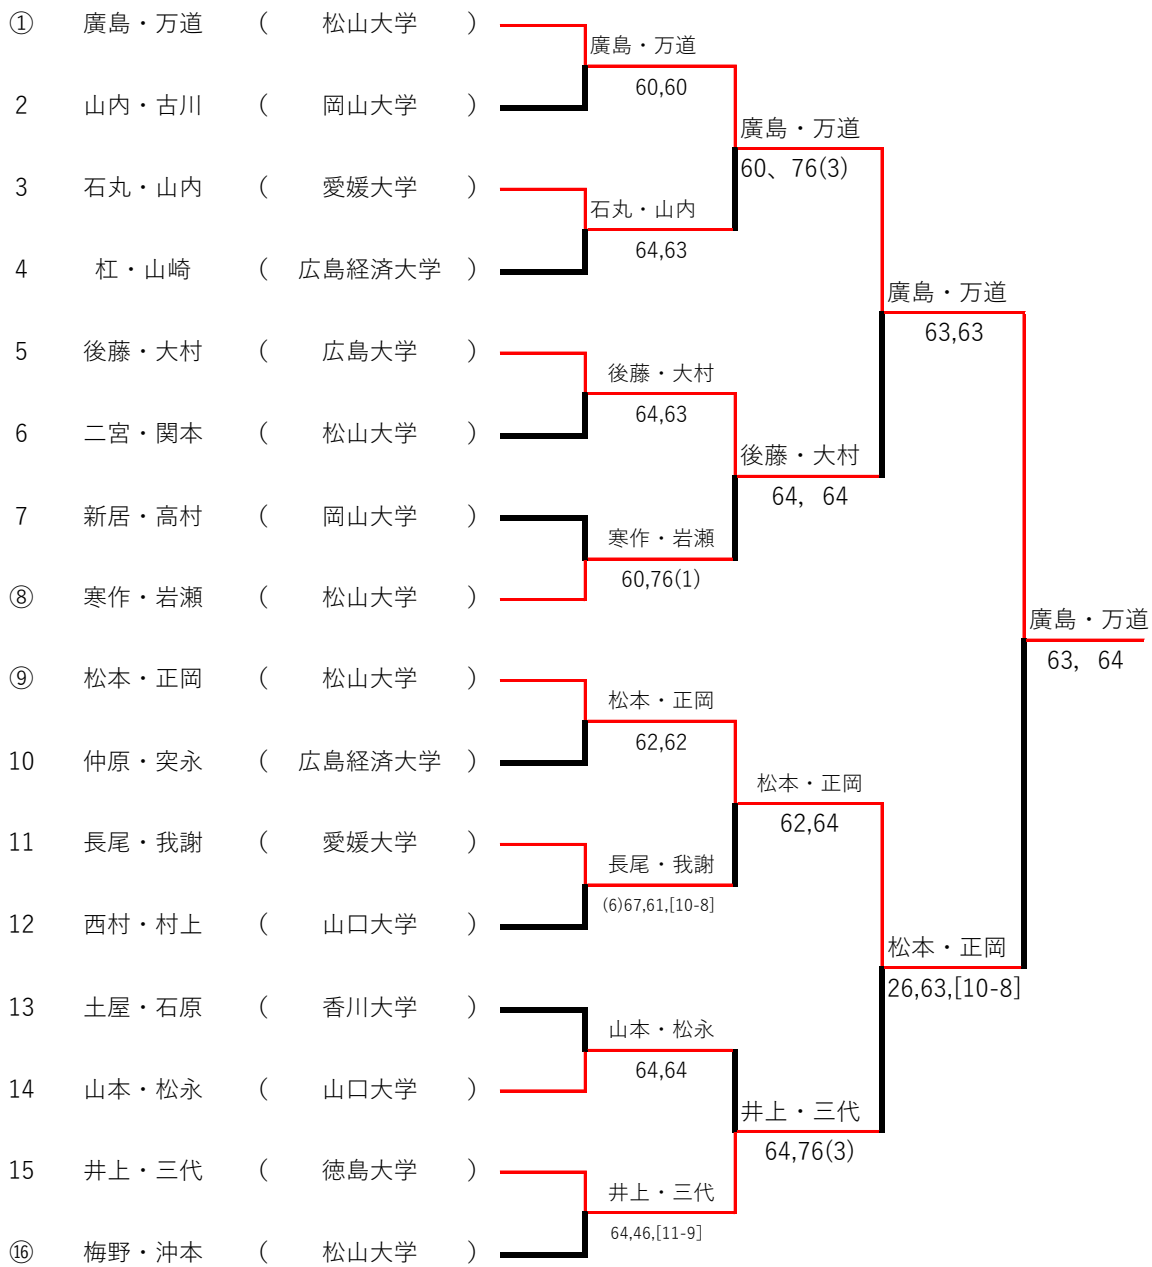 ① 廣島・万道 ( 松山大学 )
廣島・万道
60,60
2 山内・古川 ( 岡山大学 )
廣島・万道
60、76(3)
3 石丸・山内 ( 愛媛大学 )
石丸・山内
64,63
4 杠・山崎 ( 広島経済大学 )
廣島・万道
63,63
5 後藤・大村 ( 広島大学 )
後藤・大村
64,63
6 二宮・関本 ( 松山大学 )
後藤・大村
64, 64
7 新居・高村 ( 岡山大学 )
寒作・岩瀬
60,76(1)
⑧ 寒作・岩瀬 ( 松山大学 )
廣島・万道
63, 64
⑨ 松本・正岡 ( 松山大学 )
松本・正岡
62,62
10 仲原・突永 ( 広島経済大学 )
松本・正岡
62,64
11 長尾・我謝 ( 愛媛大学 )
長尾・我謝
(6)67,61,[10-8]
12 西村・村上 ( 山口大学 )
松本・正岡
26,63,[10-8]
13 土屋・石原 ( 香川大学 )
山本・松永
64,64
14 山本・松永 ( 山口大学 )
井上・三代
64,76(3)
15 井上・三代 ( 徳島大学 )
井上・三代
64,46,[11-9]
⑯ 梅野・沖本 ( 松山大学 )